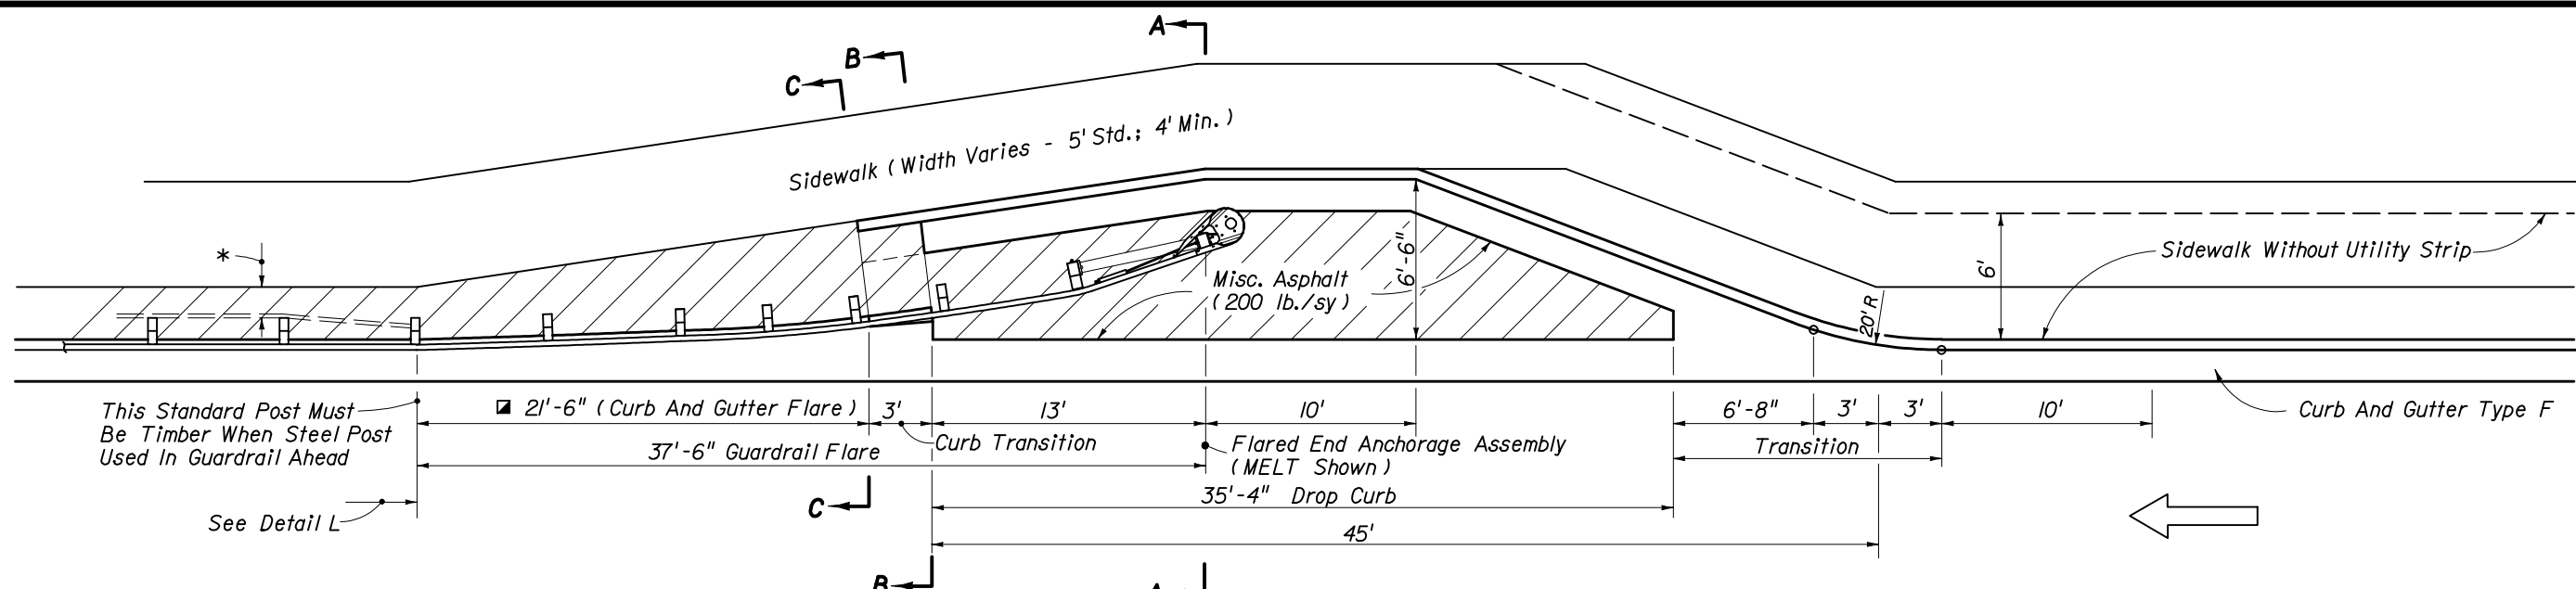 A
B
C
Sidewalk ( Width Varies - 5' Std.; 4' Min. )
*
6'-6"
Misc. Asphalt
( 200 lb./sy )
6'
Sidewalk Without Utility Strip
20' R
This Standard Post Must
Be Timber When Steel Post
Used In Guardrail Ahead
21'-6" ( Curb And Gutter Flare )
3'
13'
10'
6'-8"
3'
3'
10'
Curb And Gutter Type F
Curb Transition
37'-6" Guardrail Flare
Flared End Anchorage Assembly
( MELT Shown )
Transition
35'-4" Drop Curb
C
See Detail L
45'
B
A